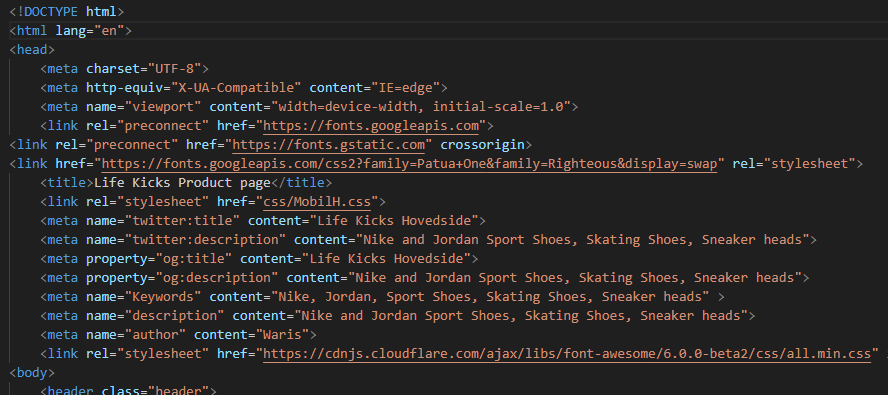 <!DOCTYPE html>
<html lang="en">
<head>
    <meta charset="UTF-8">
    <meta http-equiv="X-UA-Compatible" content="IE=edge">
    <meta name="viewport" content="width=device-width, initial-scale=1.0">
    <link rel="preconnect" href="https://fonts.googleapis.com">
<link rel="preconnect" href="https://fonts.gstatic.com" crossorigin>
<link href="https://fonts.googleapis.com/css2?family=Patua+One&family=Righteous&display=swap" rel="stylesheet">
    <title>Life Kicks Product page</title>
    <link rel="stylesheet" href="css/MobilH.css">
    <meta name="twitter:title" content="Life Kicks Hovedside">
    <meta name="twitter:description" content="Nike and Jordan Sport Shoes, Skating Shoes, Sneaker heads">
    <meta property="og:title" content="Life Kicks Hovedside">
    <meta property="og:description" content="Nike and Jordan Sport Shoes, Skating Shoes, Sneaker heads">
    <meta name="Keywords" content="Nike, Jordan, Sport Shoes, Skating Shoes, Sneaker heads" >
    <meta name="description" content="Nike and Jordan Sport Shoes, Skating Shoes, Sneaker heads">
    <meta name="author" content="Waris">
    <link rel="stylesheet" href="https://cdnjs.cloudflare.com/ajax/libs/font-awesome/6.0.0-beta2/css/all.min.css"
<body>
    <header class="header">